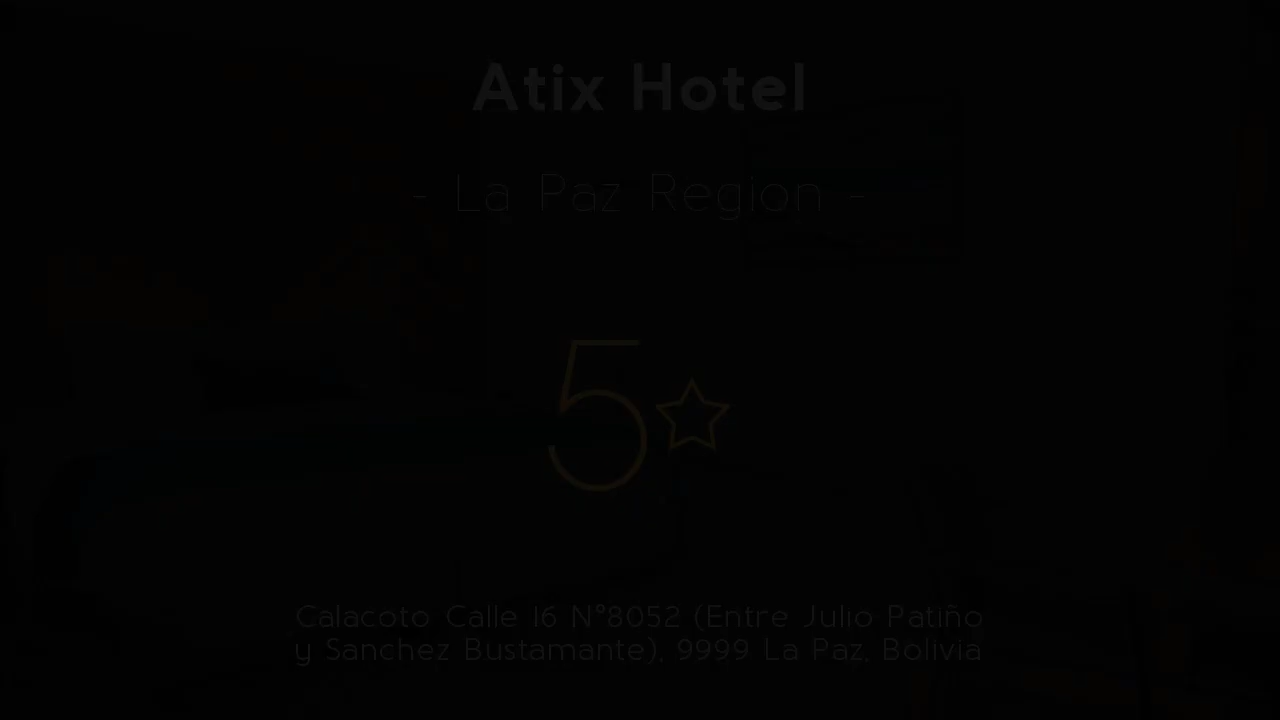 Atix Hotel
- La Paz Region -
5
Calacoto Calle 16 N°8052 (Entre Julio Patiño
y Sanchez Bustamante), 9999 La Paz, Bolivia